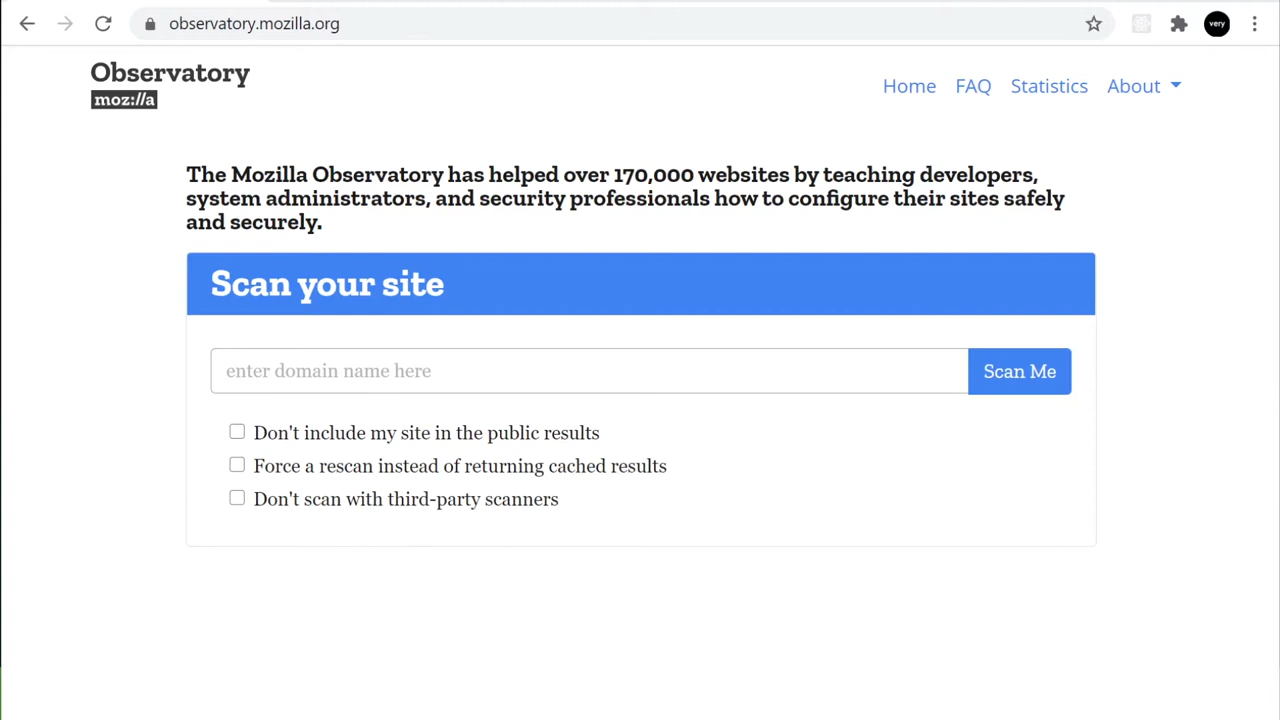 observatory.mozilla.org
very
Observatory
moz://a
Home FAQ Statistics About
The Mozilla Observatory has helped over 170,000 websites by teaching developers,
system administrators, and security professionals how to configure their sites safely
and securely.
Scan your site
enter domain name here
Scan Me
Don't include my site in the public results
Force a rescan instead of returning cached results
Don't scan with third-party scanners